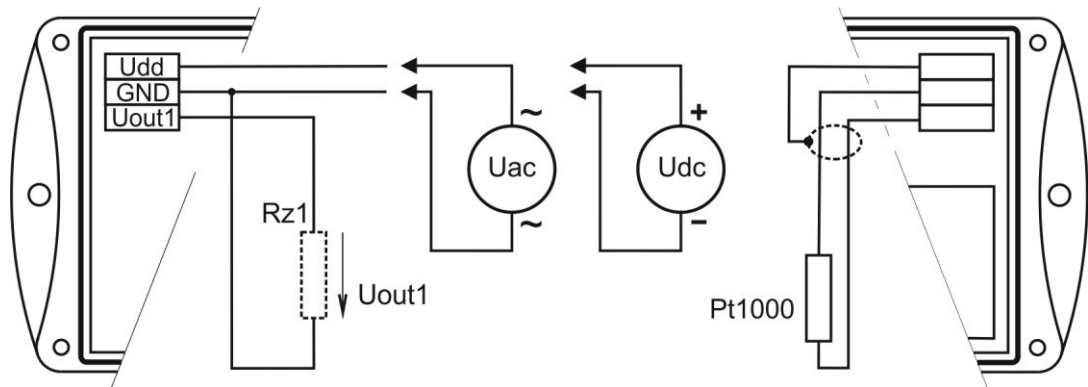 Udd
GND
Uout1
Rz1
Uout1
~
Uac
~
+
Udc
−
Pt1000